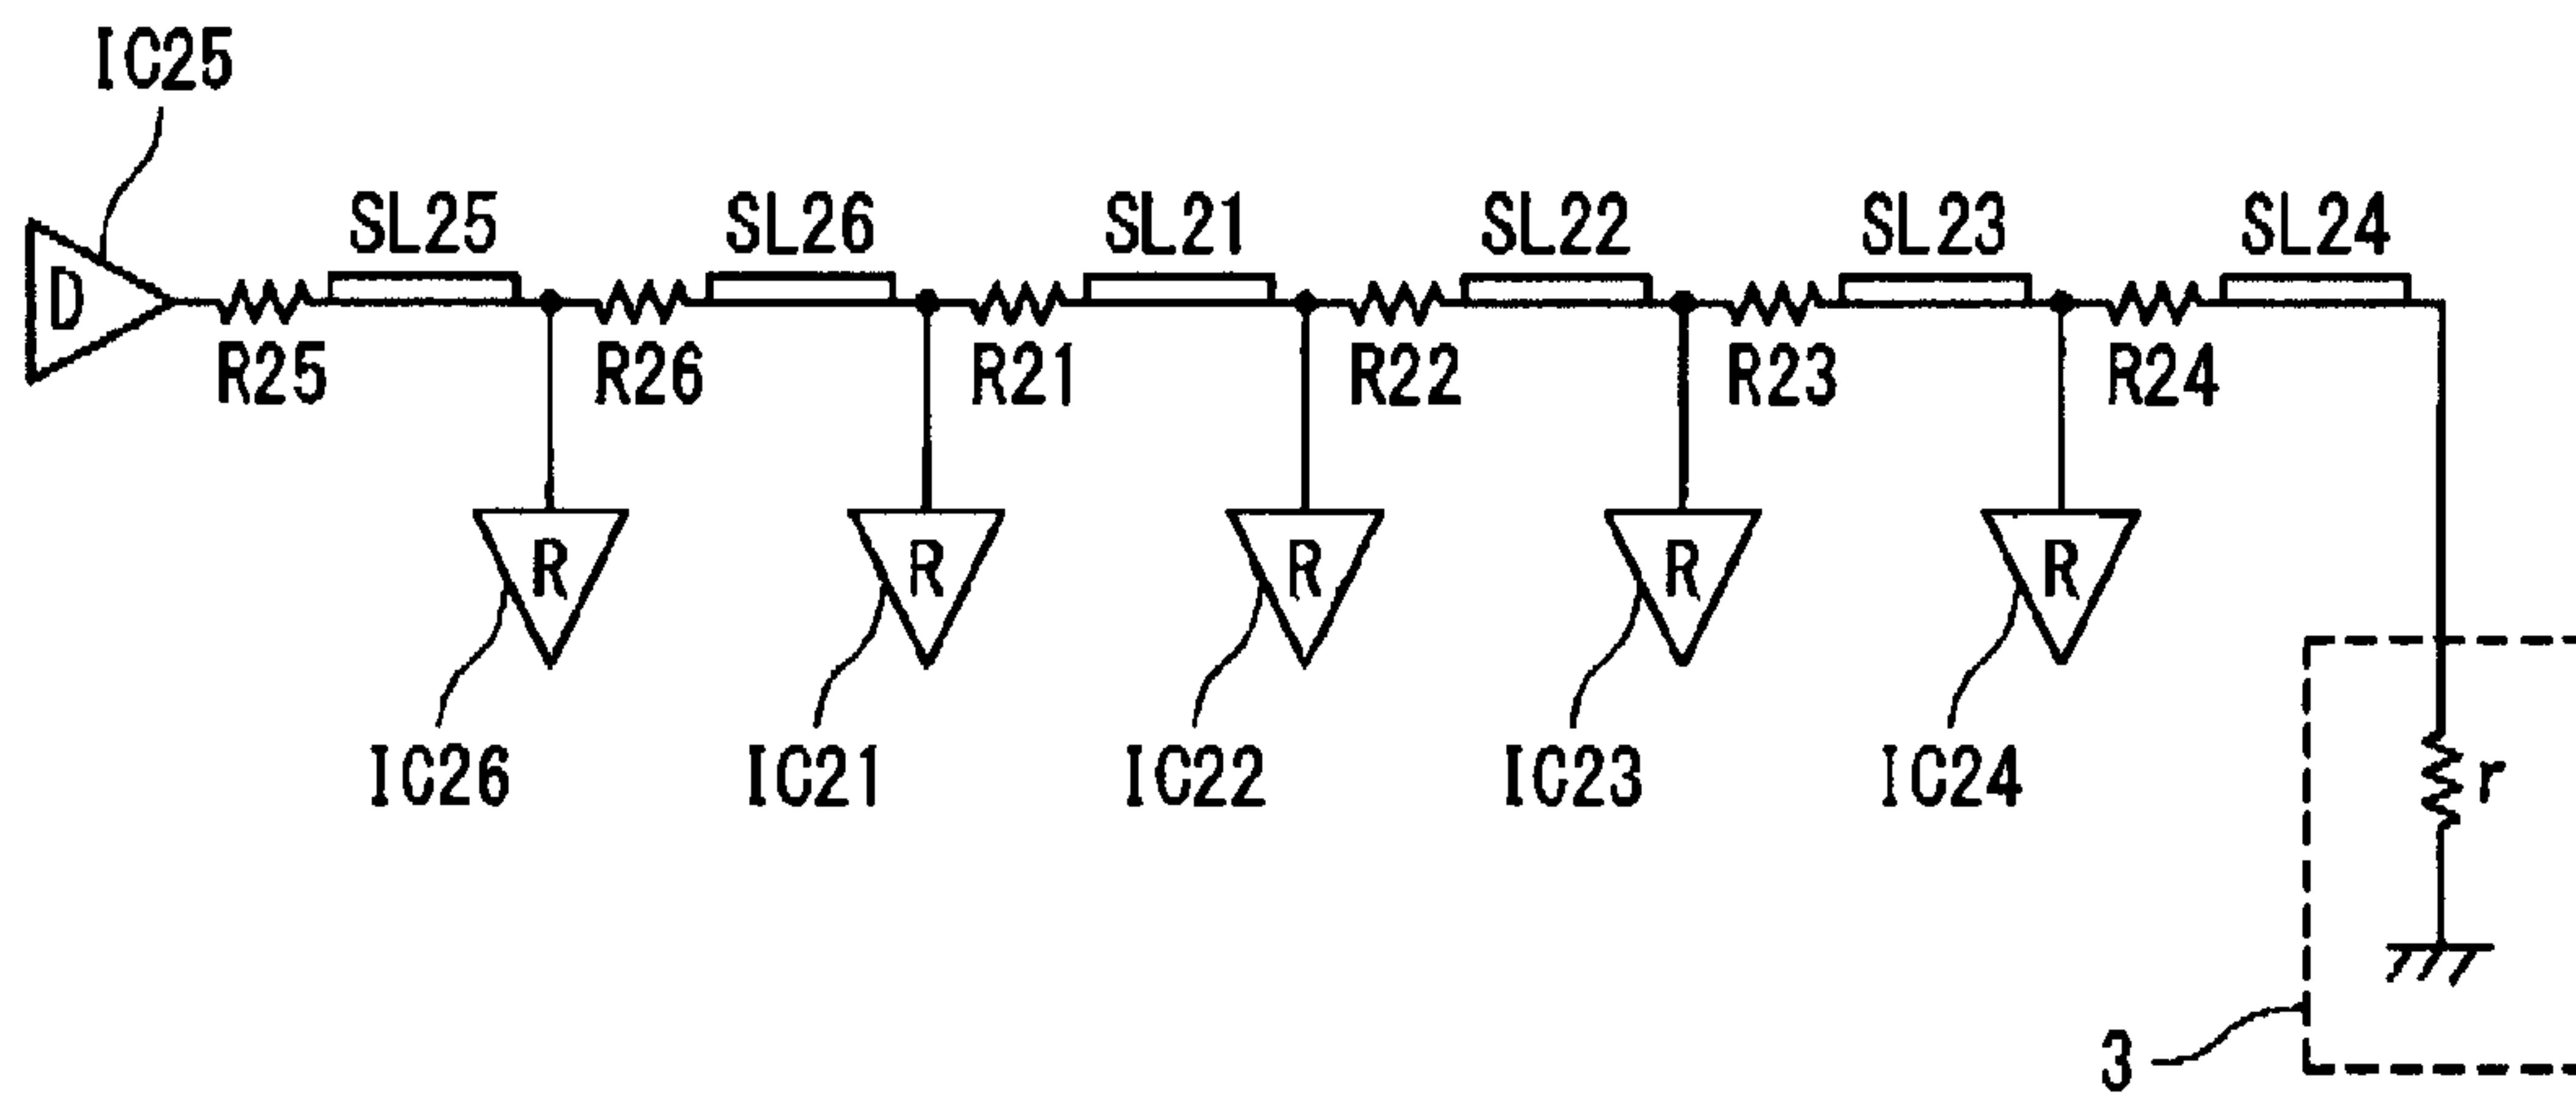 IC25
SL25 SL26 SL21 SL22 SL23 SL24
D
R25 R26 R21 R22 R23 R24
R R R R R
IC26 IC21 IC22 IC23 IC24 r
3